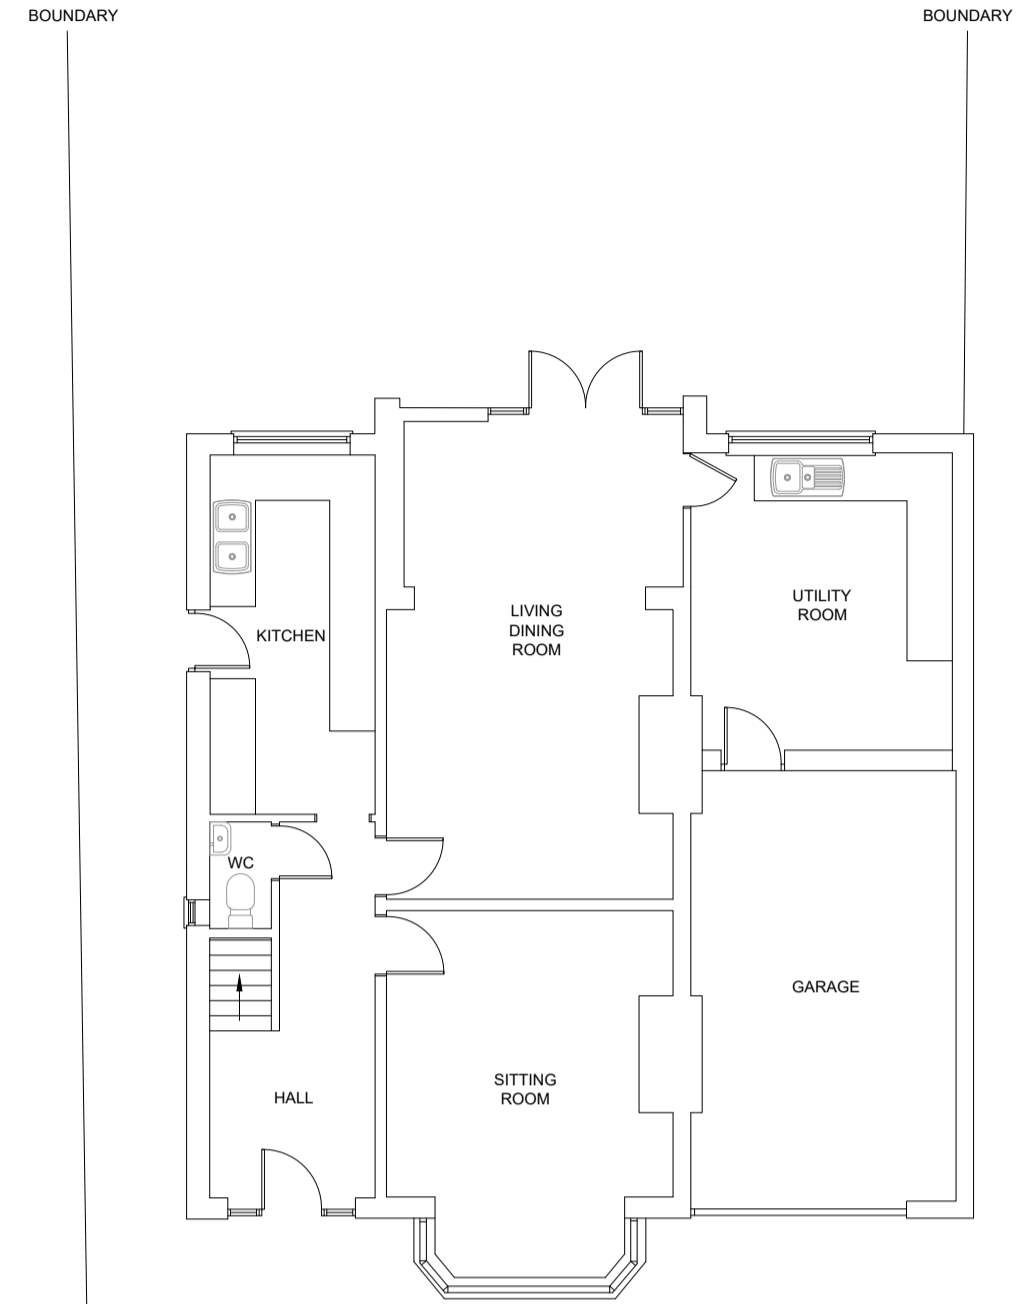 BOUNDARY
BOUNDARY
UTILITY
ROOM
LIVING
DINING
ROOM
KITCHEN
WC
GARAGE
SITTING
ROOM
HALL